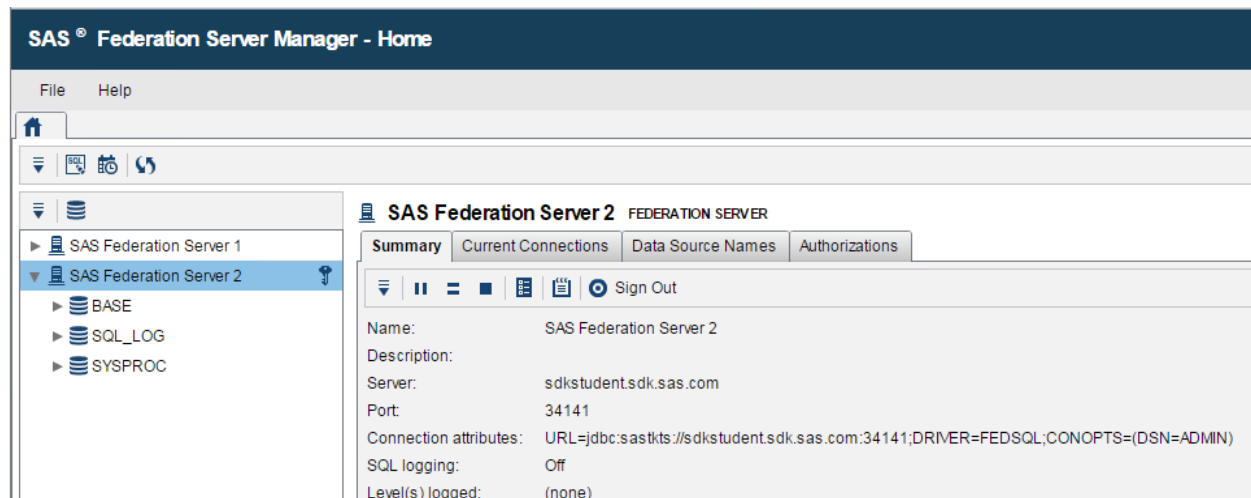 SAS ® Federation Server Manager - Home
File Help
SQL
SAS Federation Server 1
SAS Federation Server 2
BASE
SQL_LOG
SYSPROC
SAS Federation Server 2 FEDERATION SERVER
Summary Current Connections Data Source Names Authorizations
Sign Out
Name: SAS Federation Server 2
Description:
Server: sdkstudent.sdk.sas.com
Port: 34141
Connection attributes: URL=jdbc:sastkts://sdkstudent.sdk.sas.com:34141;DRIVER=FEDSQL;CONOPTS=(DSN=ADMIN)
SQL logging: Off
Level(s) logged: (none)